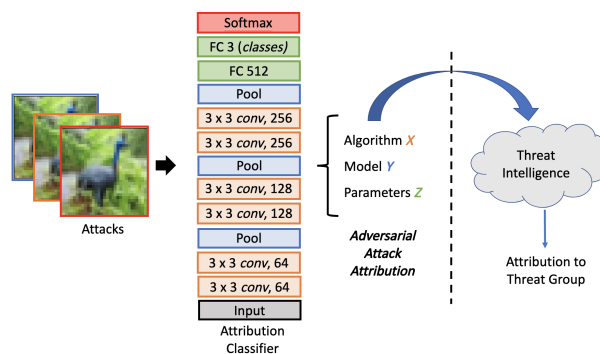 Softmax
FC 3 (classes)
FC 512
Pool
3 x 3 conv, 256
3 x 3 conv, 256
Pool
3 x 3 conv, 128
3 x 3 conv, 128
Pool
3 x 3 conv, 64
3 x 3 conv, 64
Input
Attribution
Classifier
Attacks
Algorithm X
Model Y
Parameters Z
Adversarial
Attack
Attribution
Threat
Intelligence
Attribution to
Threat Group